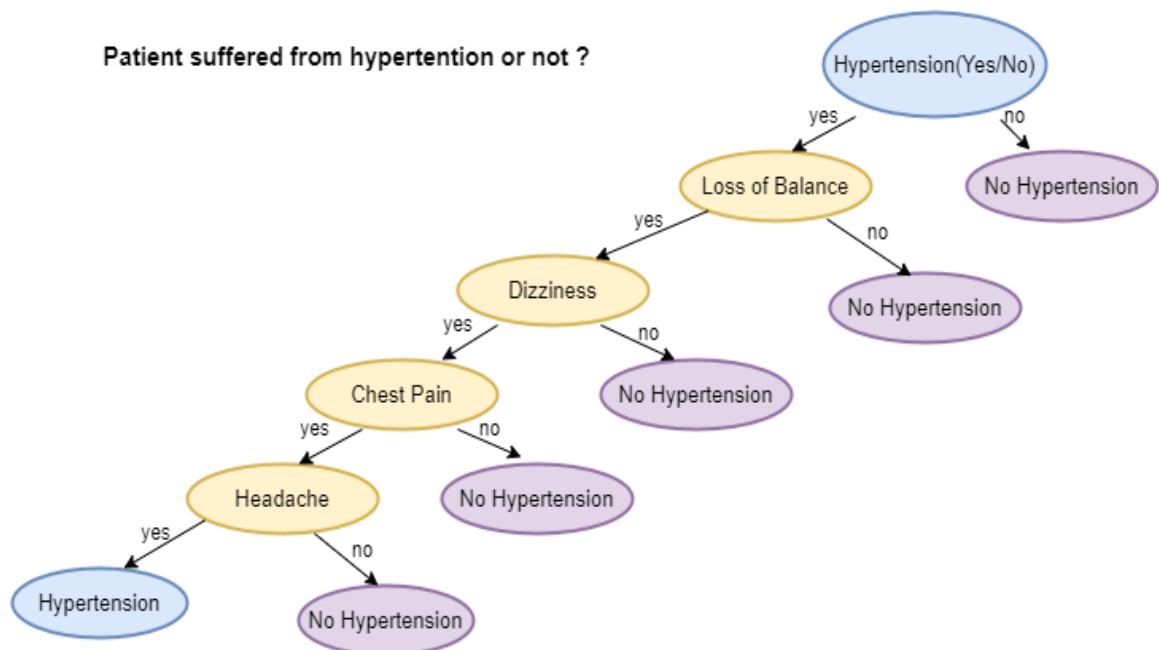 Patient suffered from hypertention or not ?
Hypertension(Yes/No)
yes
no
Loss of Balance
No Hypertension
yes
no
Dizziness
No Hypertension
yes
no
Chest Pain
No Hypertension
yes
no
Headache
No Hypertension
yes
no
Hypertension
No Hypertension